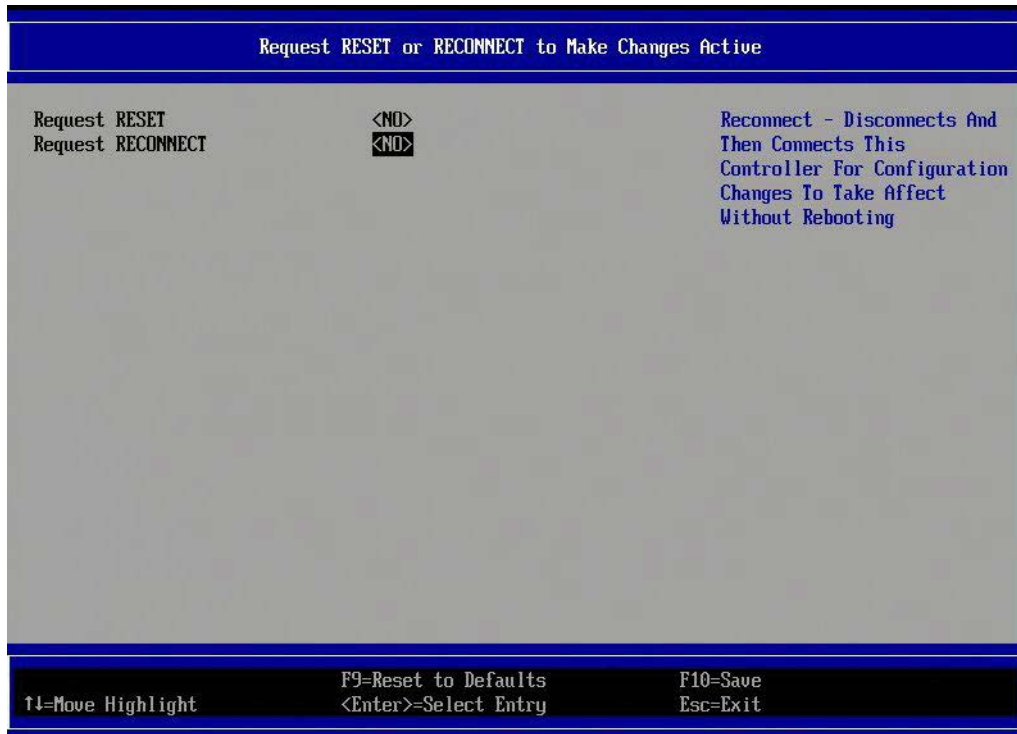 Request RESET or RECONNECT to Make Changes Active
Request RESET <NO> Reconnect - Disconnects And
Request RECONNECT <NO> Then Connects This
Controller For Configuration
Changes To Take Affect
Without Rebooting
F9=Reset to Defaults F10=Save
↑↓=Move Highlight <Enter>=Select Entry Esc=Exit